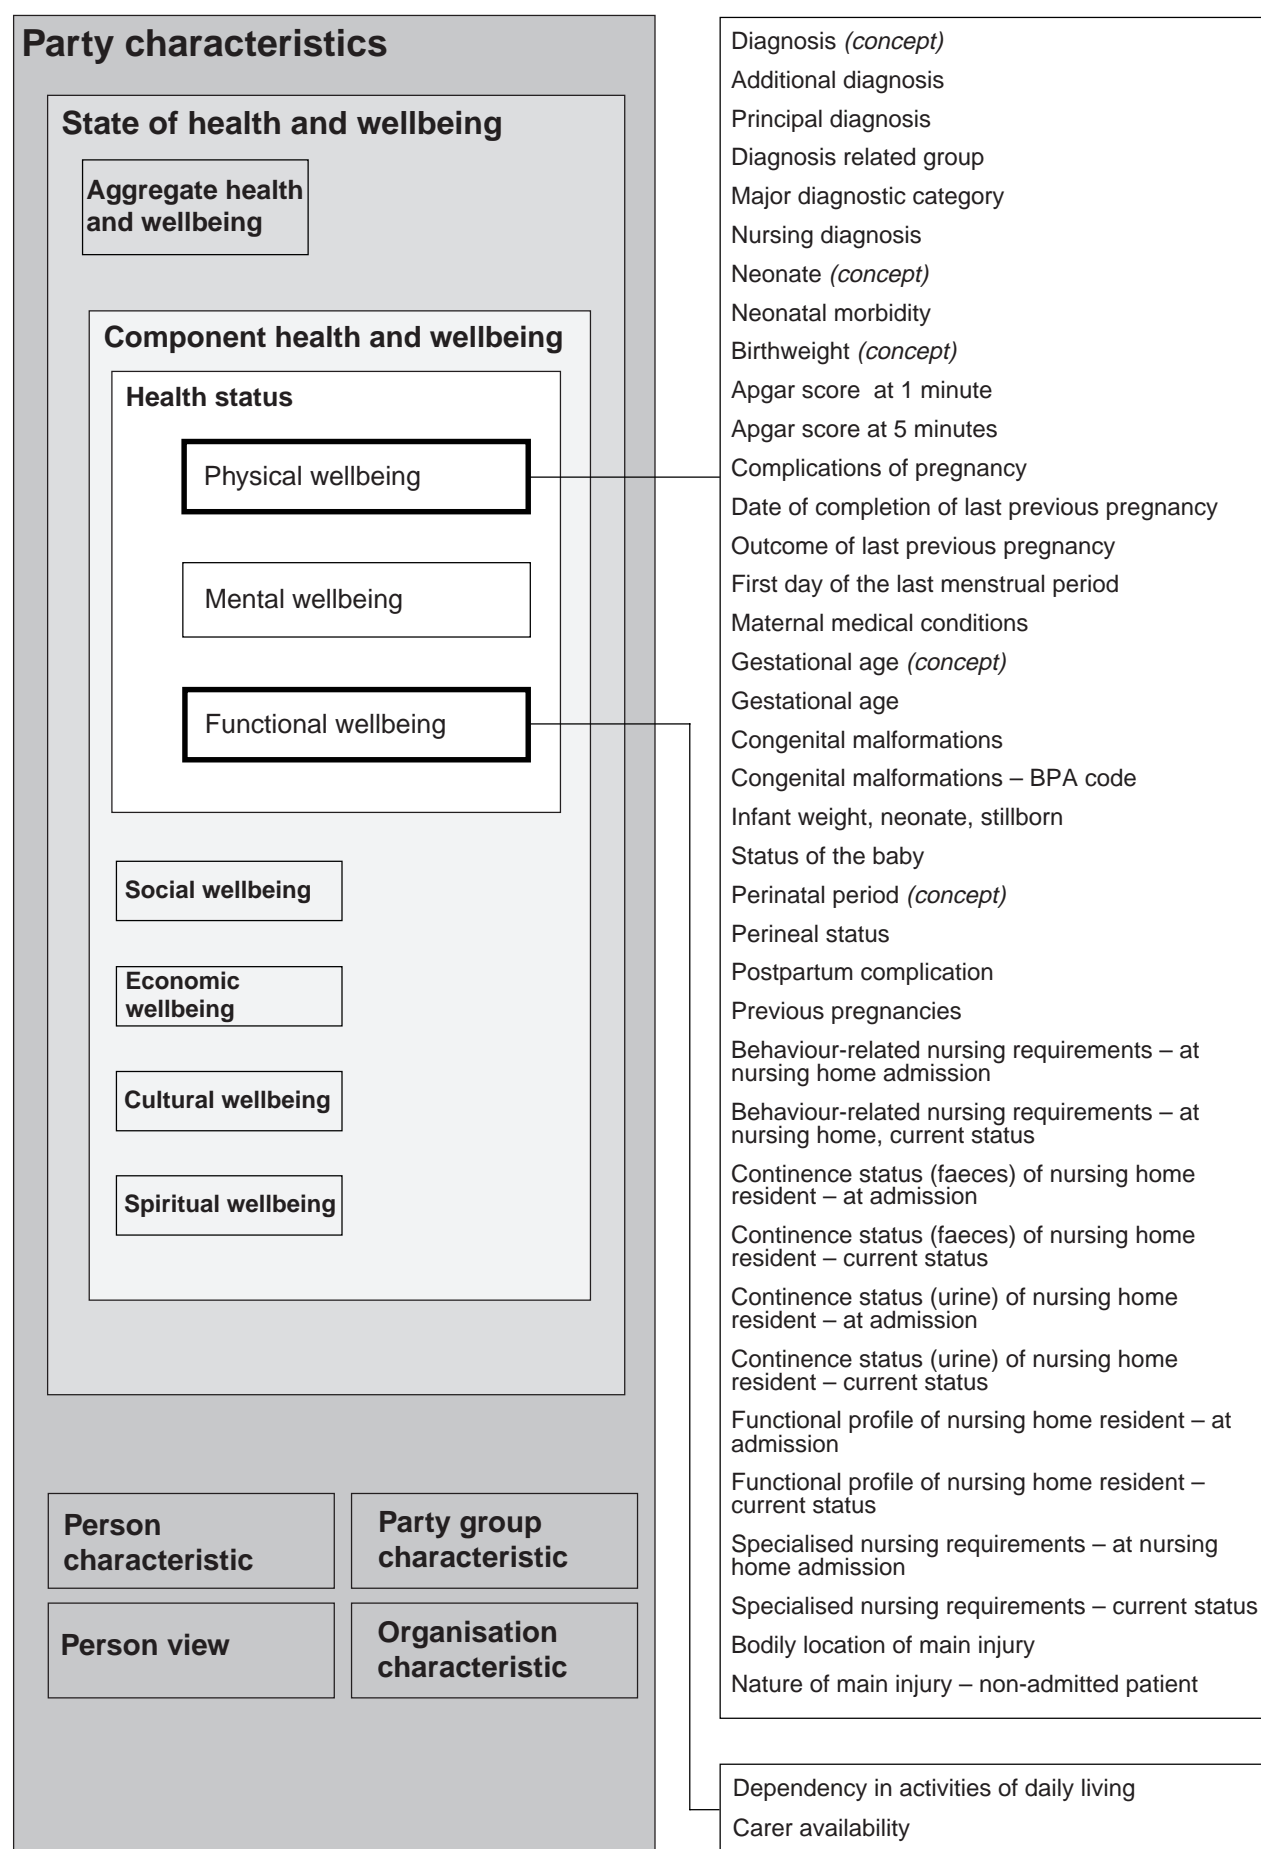 Party characteristics
State of health and wellbeing
Aggregate health
and wellbeing
Component health and wellbeing
Health status
Physical wellbeing
Mental wellbeing
Functional wellbeing
Social wellbeing
Economic
wellbeing
Cultural wellbeing
Spiritual wellbeing
Person
characteristic
Party group
characteristic
Person view
Organisation
characteristic
Diagnosis (concept)
Additional diagnosis
Principal diagnosis
Diagnosis related group
Major diagnostic category
Nursing diagnosis
Neonate (concept)
Neonatal morbidity
Birthweight (concept)
Apgar score at 1 minute
Apgar score at 5 minutes
Complications of pregnancy
Date of completion of last previous pregnancy
Outcome of last previous pregnancy
First day of the last menstrual period
Maternal medical conditions
Gestational age (concept)
Gestational age
Congenital malformations
Congenital malformations – BPA code
Infant weight, neonate, stillborn
Status of the baby
Perinatal period (concept)
Perineal status
Postpartum complication
Previous pregnancies
Behaviour-related nursing requirements – at
nursing home admission
Behaviour-related nursing requirements – at
nursing home, current status
Continence status (faeces) of nursing home
resident – at admission
Continence status (faeces) of nursing home
resident – current status
Continence status (urine) of nursing home
resident – at admission
Continence status (urine) of nursing home
resident – current status
Functional profile of nursing home resident – at
admission
Functional profile of nursing home resident –
current status
Specialised nursing requirements – at nursing
home admission
Specialised nursing requirements – current status
Bodily location of main injury
Nature of main injury – non-admitted patient
Dependency in activities of daily living
Carer availability